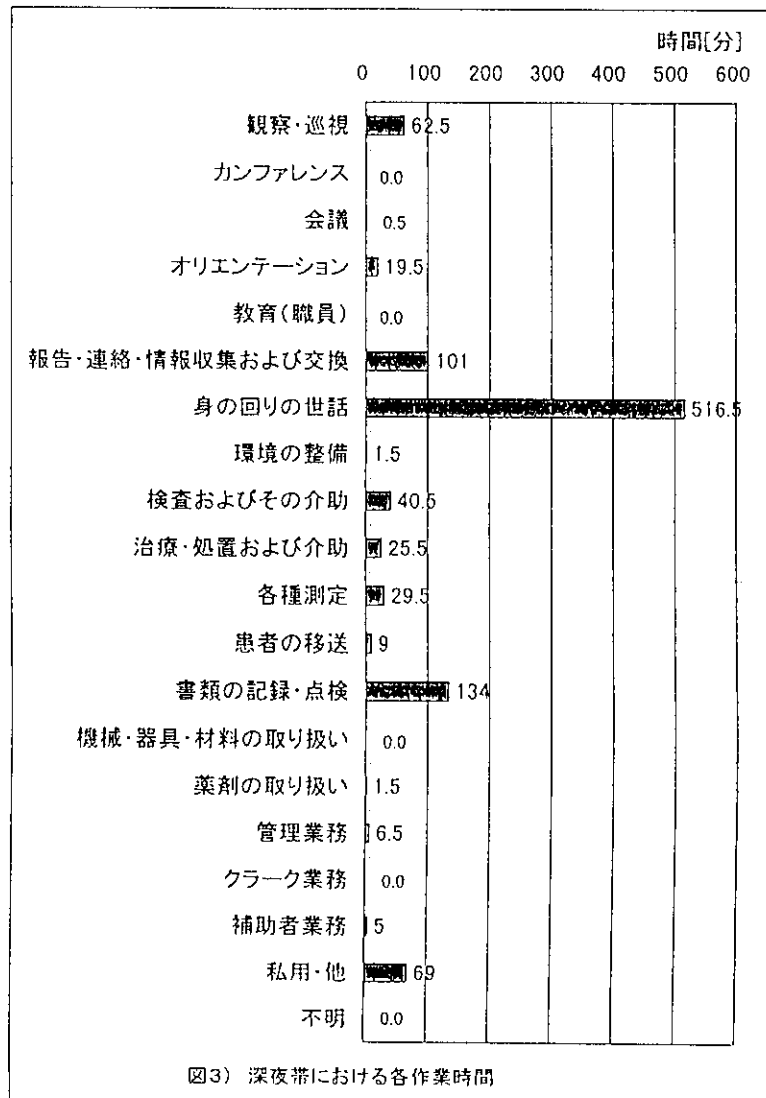 時間[分]
0 100 200 300 400 500 600
観察・巡視 62.5
カンファレンス 0.0
会議 0.5
オリエンテーション 19.5
教育(職員) 0.0
報告・連絡・情報収集および交換 101
身の回りの世話 516.5
環境の整備 1.5
検査およびその介助 40.5
治療・処置および介助 25.5
各種測定 29.5
患者の移送 9
書類の記録・点検 134
機械・器具・材料の取り扱い 0.0
薬剤の取り扱い 1.5
管理業務 6.5
クラーク業務 0.0
補助者業務 5
私用・他 69
不明 0.0
図3) 深夜帯における各作業時間